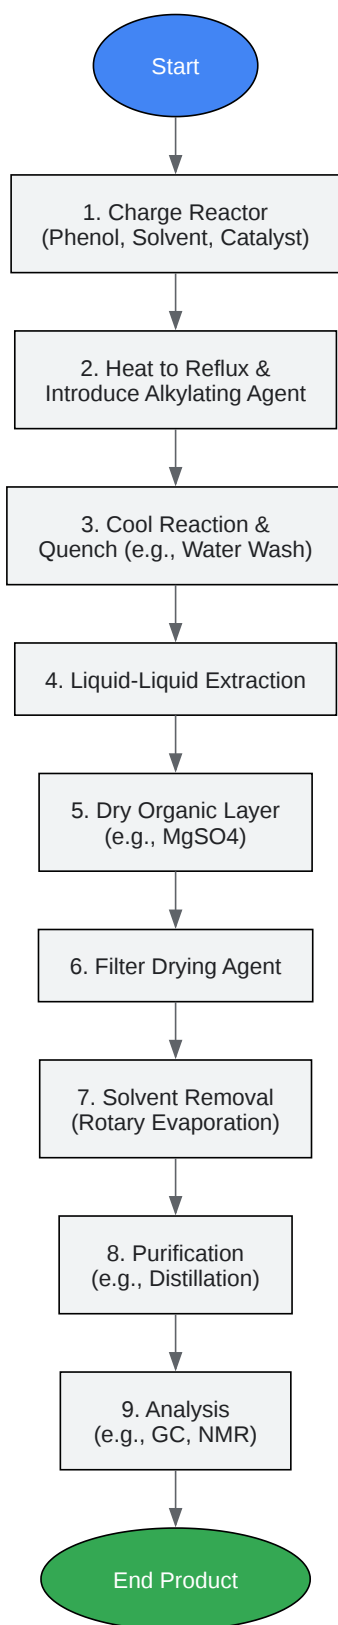 Start
1. Charge Reactor
(Phenol, Solvent, Catalyst)
2. Heat to Reflux &
Introduce Alkylating Agent
3. Cool Reaction &
Quench (e.g., Water Wash)
4. Liquid-Liquid Extraction
5. Dry Organic Layer
(e.g., MgSO4)
6. Filter Drying Agent
7. Solvent Removal
(Rotary Evaporation)
8. Purification
(e.g., Distillation)
9. Analysis
(e.g., GC, NMR)
End Product